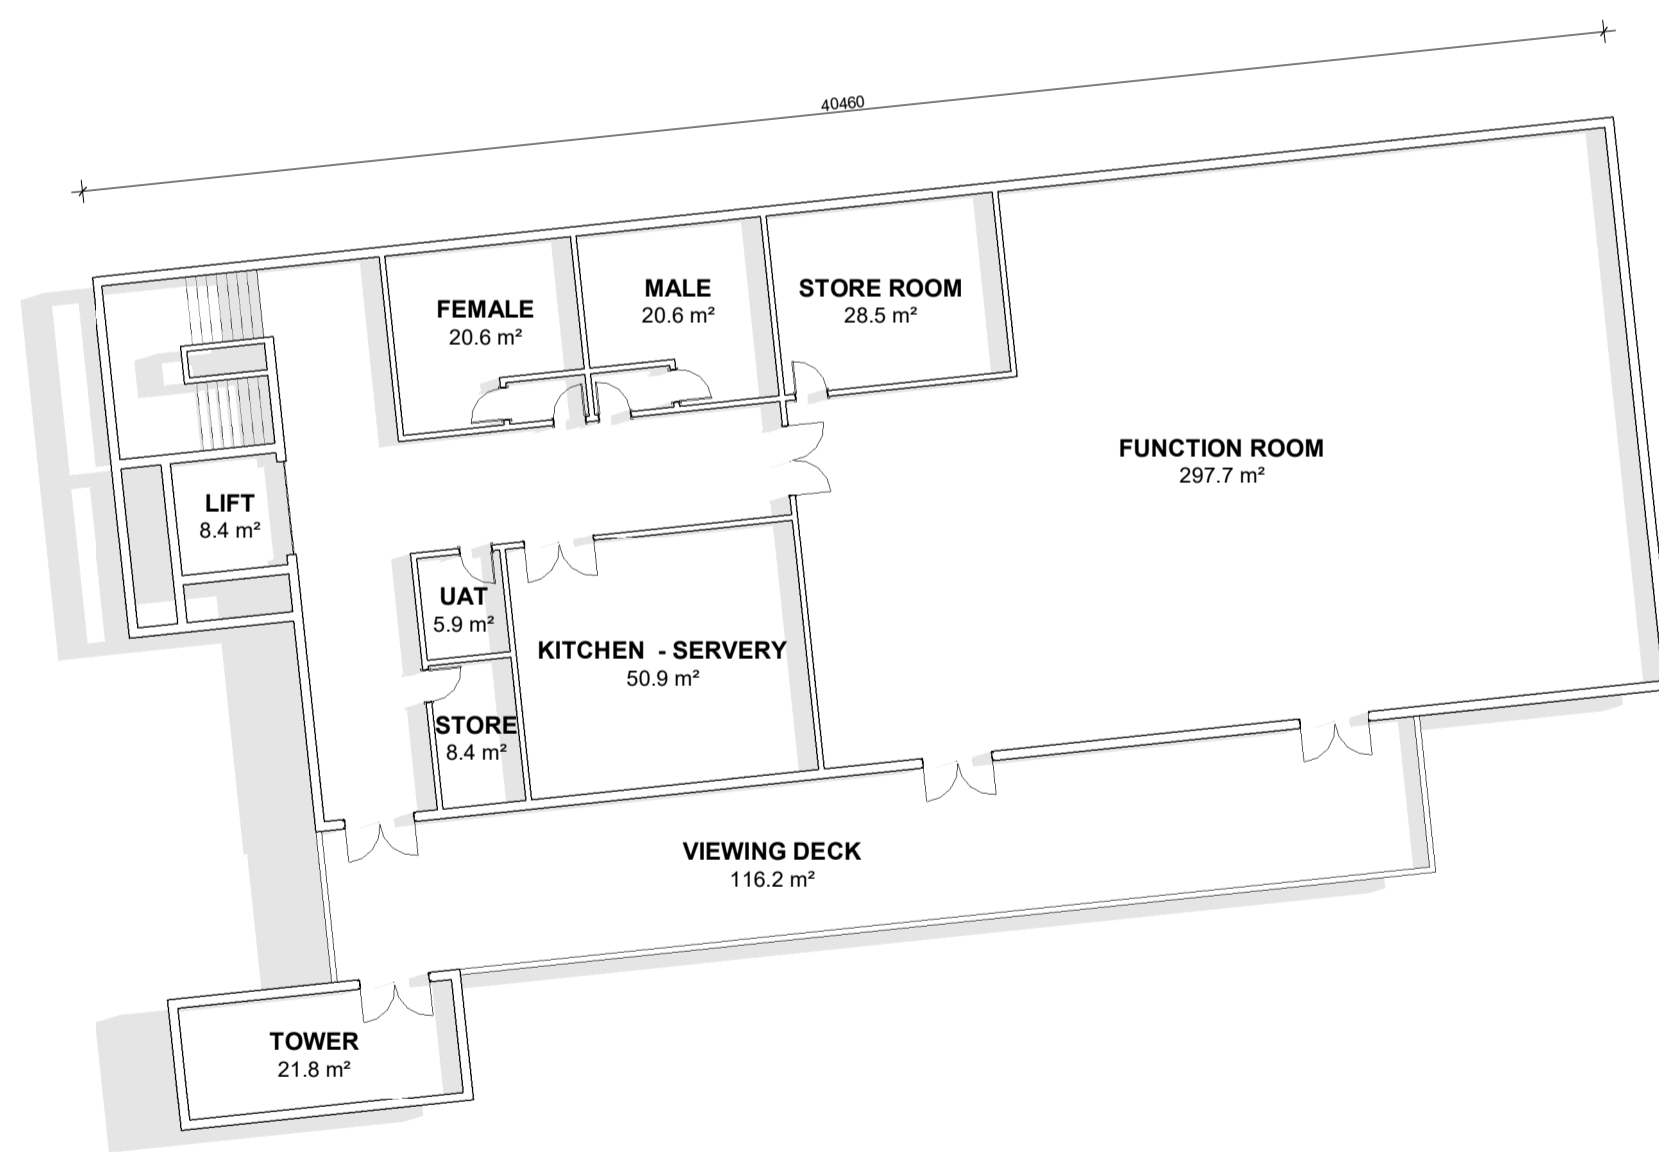 40460
FEMALE
20.6 m²
MALE
20.6 m²
STORE ROOM
28.5 m²
FUNCTION ROOM
297.7 m²
LIFT
8.4 m²
UAT
5.9 m²
KITCHEN - SERVERY
50.9 m²
STORE
8.4 m²
VIEWING DECK
116.2 m²
TOWER
21.8 m²